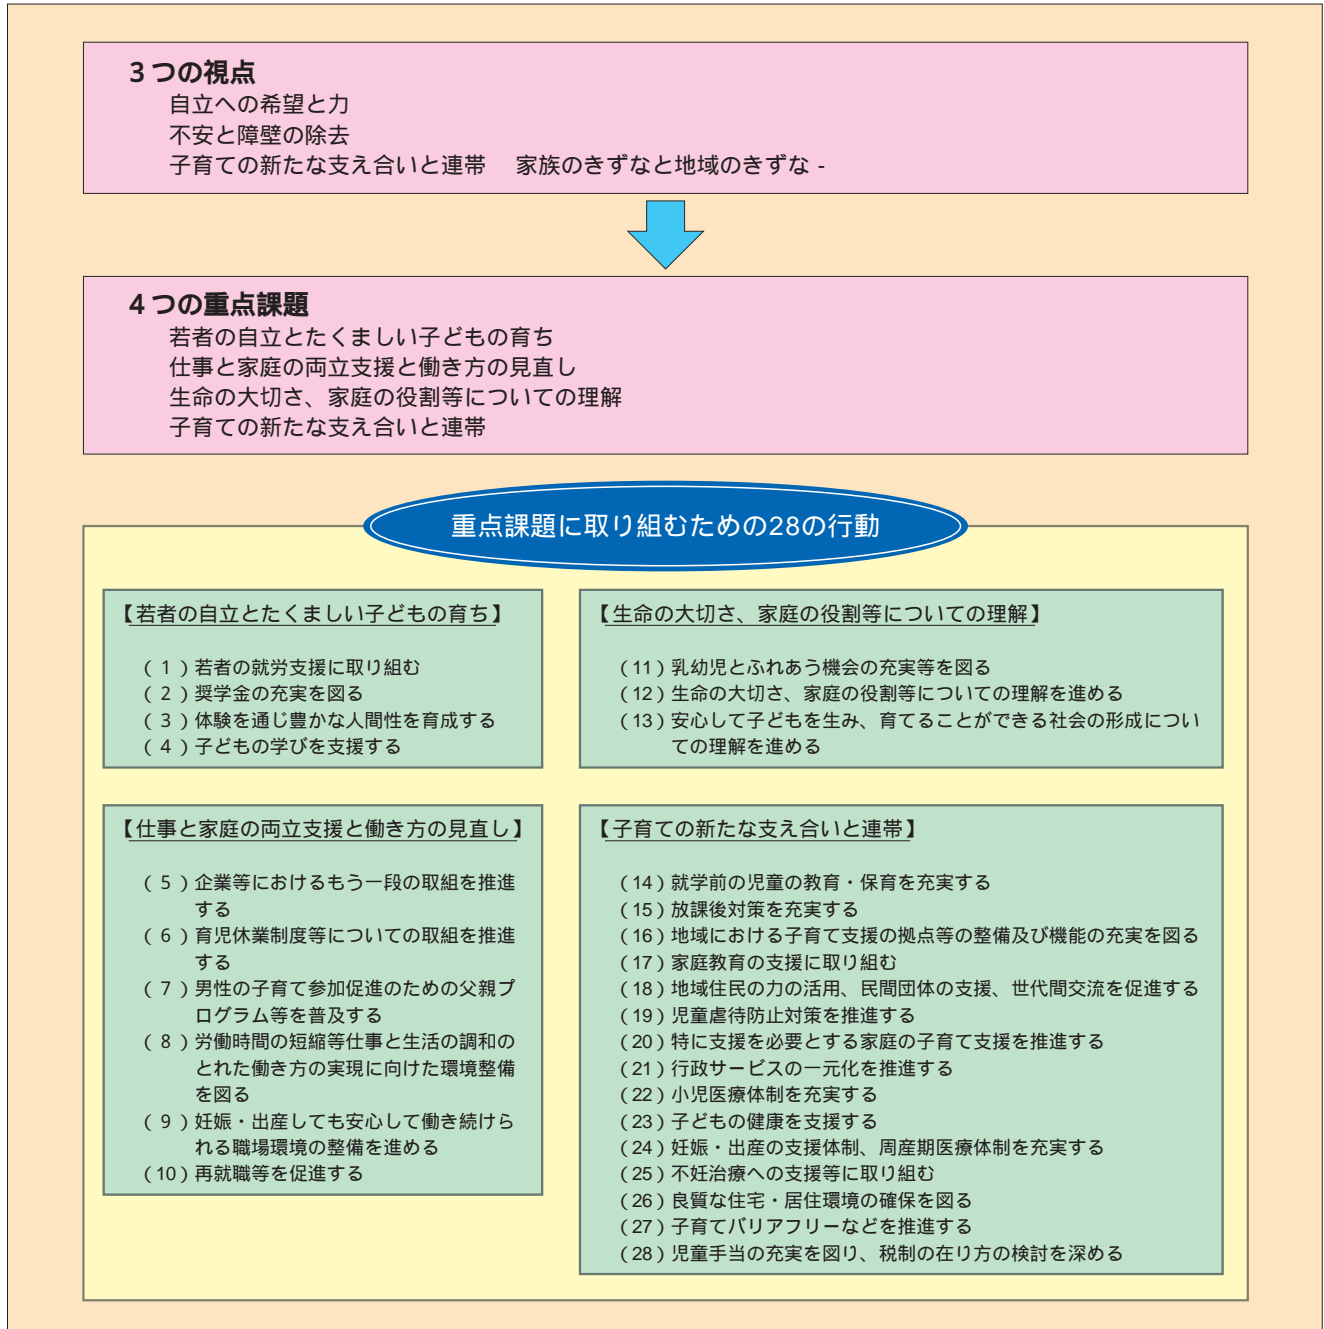 3つの視点
自立への希望と力
不安と障壁の除去
子育ての新たな支え合いと連帯　家族のきずなと地域のきずな -
4つの重点課題
若者の自立とたくましい子どもの育ち
仕事と家庭の両立支援と働き方の見直し
生命の大切さ、家庭の役割等についての理解
子育ての新たな支え合いと連帯
重点課題に取り組むための28の行動
【若者の自立とたくましい子どもの育ち】
（1）若者の就労支援に取り組む
（2）奨学金の充実を図る
（3）体験を通じ豊かな人間性を育成する
（4）子どもの学びを支援する
【仕事と家庭の両立支援と働き方の見直し】
（5）企業等におけるもう一段の取組を推進
する
（6）育児休業制度等についての取組を推進
する
（7）男性の子育て参加促進のための父親プ
ログラム等を普及する
（8）労働時間の短縮等仕事と生活の調和の
とれた働き方の実現に向けた環境整備
を図る
（9）妊娠・出産しても安心して働き続けら
れる職場環境の整備を進める
（10）再就職等を促進する
【生命の大切さ、家庭の役割等についての理解】
（11）乳幼児とふれあう機会の充実等を図る
（12）生命の大切さ、家庭の役割等についての理解を進める
（13）安心して子どもを生み、育てることができる社会の形成につい
ての理解を進める
【子育ての新たな支え合いと連帯】
（14）就学前の児童の教育・保育を充実する
（15）放課後対策を充実する
（16）地域における子育て支援の拠点等の整備及び機能の充実を図る
（17）家庭教育の支援に取り組む
（18）地域住民の力の活用、民間団体の支援、世代間交流を促進する
（19）児童虐待防止対策を推進する
（20）特に支援を必要とする家庭の子育て支援を推進する
（21）行政サービスの一元化を推進する
（22）小児医療体制を充実する
（23）子どもの健康を支援する
（24）妊娠・出産の支援体制、周産期医療体制を充実する
（25）不妊治療への支援等に取り組む
（26）良質な住宅・居住環境の確保を図る
（27）子育てバリアフリーなどを推進する
（28）児童手当の充実を図り、税制の在り方の検討を深める